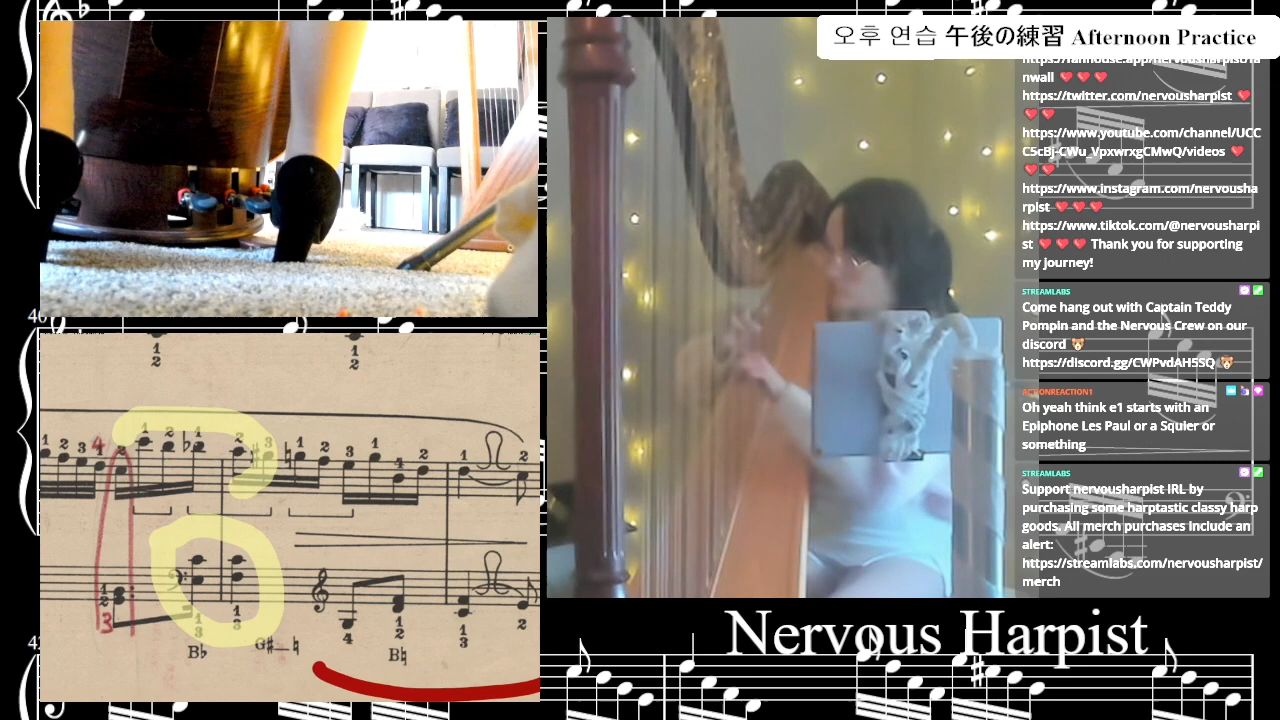 오후 연습 午後の練習 Afternoon Practice
nwall ❤️ ❤️ ❤️
https://twitter.com/nervousharpist ❤️
❤️ ❤️
https://www.youtube.com/channel/UCC
C5cBj-CWu_VpxwrxgCMwQ/videos ❤️
❤️ ❤️
https://www.instagram.com/nervousha
rpist ❤️ ❤️ ❤️
https://www.tiktok.com/@nervousharpi
st ❤️ ❤️ ❤️ Thank you for supporting
my journey!
STREAMLABS
Come hang out with Captain Teddy
Pompin and the Nervous Crew on our
discord 🐻
https://discord.gg/CWPvdAH5SQ 🐻
ACTIONREACTION1
Oh yeah think e1 starts with an
Epiphone Les Paul or a Squier or
something
STREAMLABS
Support nervousharpist IRL by
purchasing some harptastic classy harp
goods. All merch purchases include an
alert:
https://streamlabs.com/nervousharpist/
merch
B♭
G♯—♮
B♮
Nervous Harpist